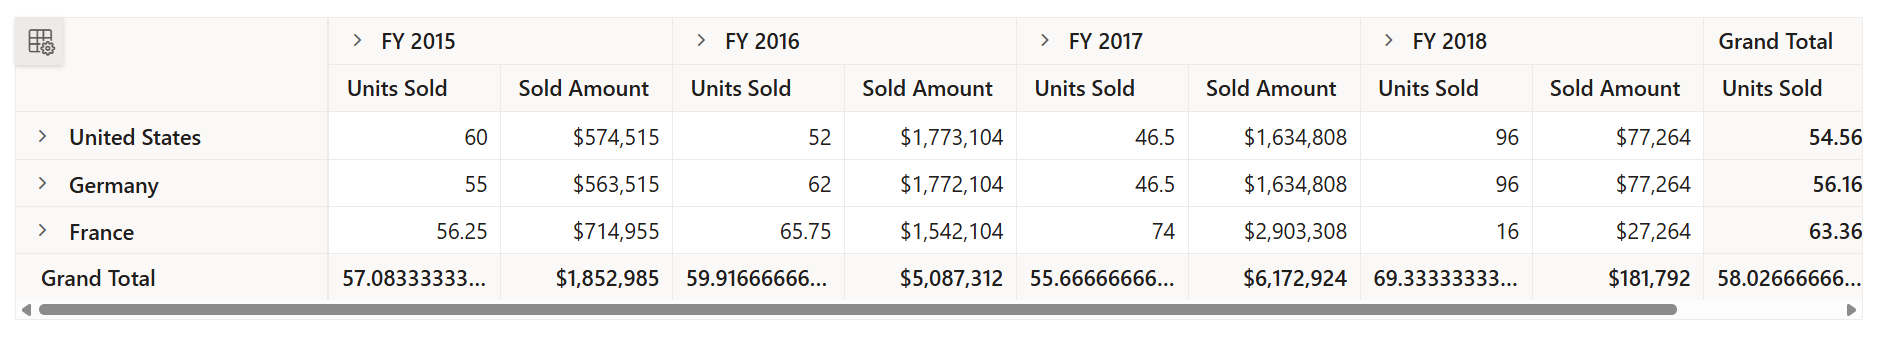 FY 2015 FY 2016 FY 2017 FY 2018 Grand Total
Units Sold Sold Amount Units Sold Sold Amount Units Sold Sold Amount Units Sold Sold Amount Units Sold
United States 60 $574,515 52 $1,773,104 46.5 $1,634,808 96 $77,264 54.56
Germany 55 $563,515 62 $1,772,104 46.5 $1,634,808 96 $77,264 56.16
France 56.25 $714,955 65.75 $1,542,104 74 $2,903,308 16 $27,264 63.36
Grand Total 57.08333333... $1,852,985 59.91666666... $5,087,312 55.66666666... $6,172,924 69.33333333... $181,792 58.02666666...